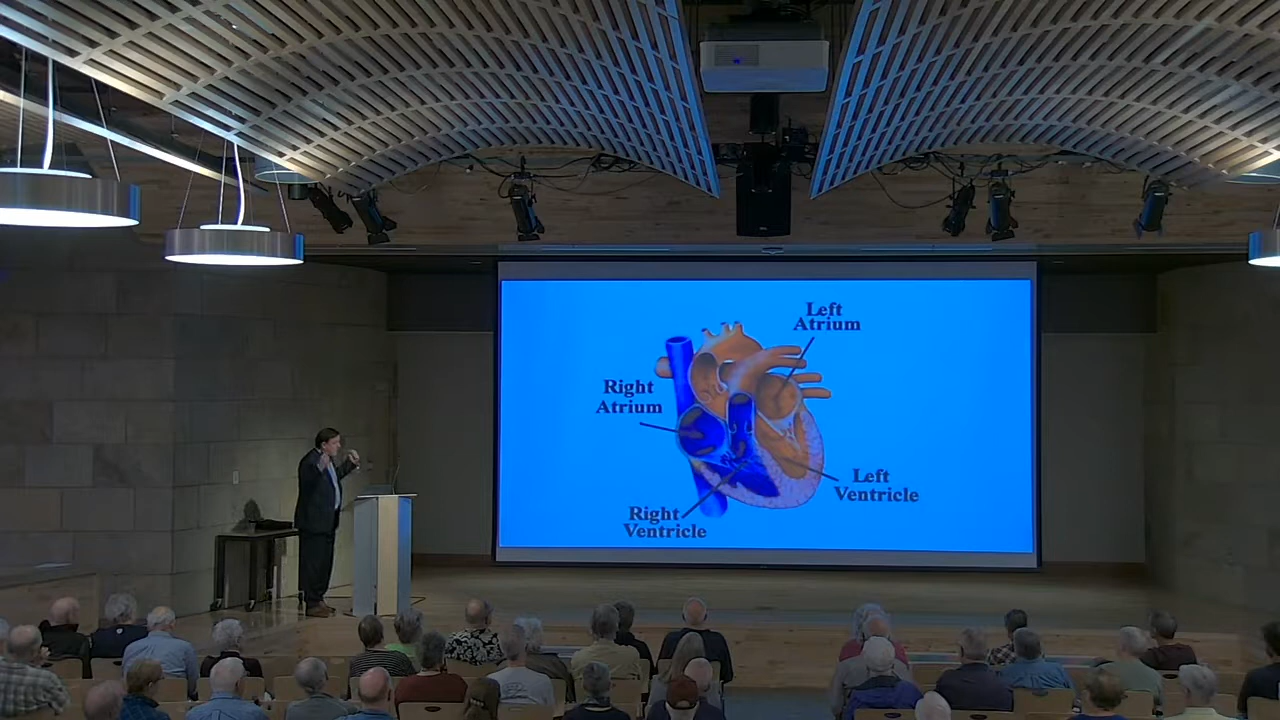 Left
Atrium
Right
Atrium
Left
Ventricle
Right
Ventricle